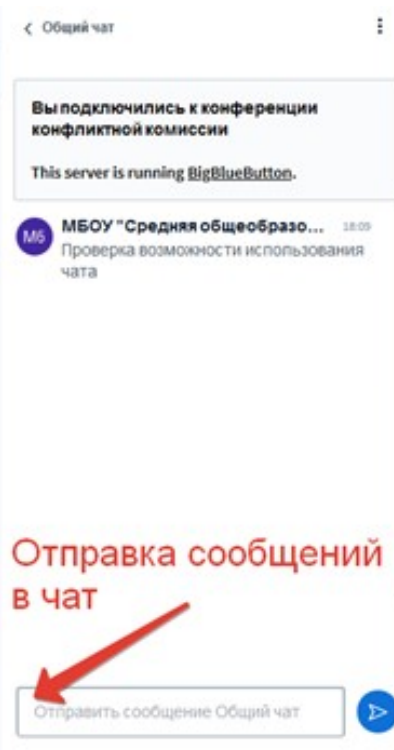 Общий чат
Вы подключились к конференции
конфликтной комиссии
This server is running BigBlueButton.
Мб
МБОУ "Средняя общеобразо... 18:09
Проверка возможности использования
чата
Отправка сообщений
в чат
Отправить сообщение Общий чат